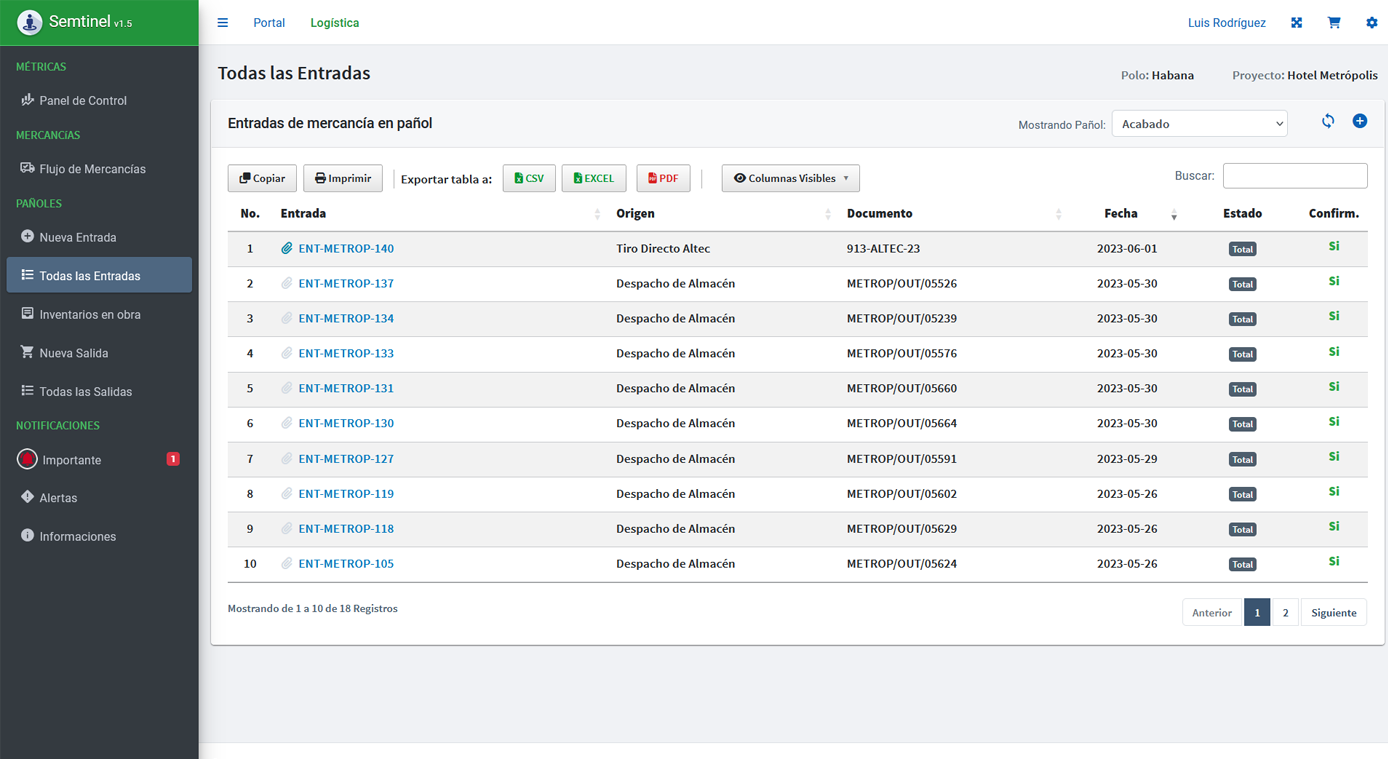 Semtinel v1.5
Portal
Logística
Luis Rodríguez
MÉTRICAS
Panel de Control
MERCANCíAS
Flujo de Mercancías
PAÑOLES
Nueva Entrada
Todas las Entradas
Inventarios en obra
Nueva Salida
Todas las Salidas
NOTIFICACIONES
Importante 1
Alertas
Informaciones
Todas las Entradas
Polo: Habana Proyecto: Hotel Metrópolis
Entradas de mercancía en pañol
Mostrando Pañol: Acabado
Copiar Imprimir Exportar tabla a: CSV EXCEL PDF Columnas Visibles Buscar:
No. Entrada Origen Documento Fecha Estado Confirm.
1 ENT-METROP-140 Tiro Directo Altec 913-ALTEC-23 2023-06-01 Total Si
2 ENT-METROP-137 Despacho de Almacén METROP/OUT/05526 2023-05-30 Total Si
3 ENT-METROP-134 Despacho de Almacén METROP/OUT/05239 2023-05-30 Total Si
4 ENT-METROP-133 Despacho de Almacén METROP/OUT/05576 2023-05-30 Total Si
5 ENT-METROP-131 Despacho de Almacén METROP/OUT/05660 2023-05-30 Total Si
6 ENT-METROP-130 Despacho de Almacén METROP/OUT/05664 2023-05-30 Total Si
7 ENT-METROP-127 Despacho de Almacén METROP/OUT/05591 2023-05-29 Total Si
8 ENT-METROP-119 Despacho de Almacén METROP/OUT/05602 2023-05-26 Total Si
9 ENT-METROP-118 Despacho de Almacén METROP/OUT/05629 2023-05-26 Total Si
10 ENT-METROP-105 Despacho de Almacén METROP/OUT/05624 2023-05-26 Total Si
Mostrando de 1 a 10 de 18 Registros
Anterior 1 2 Siguiente